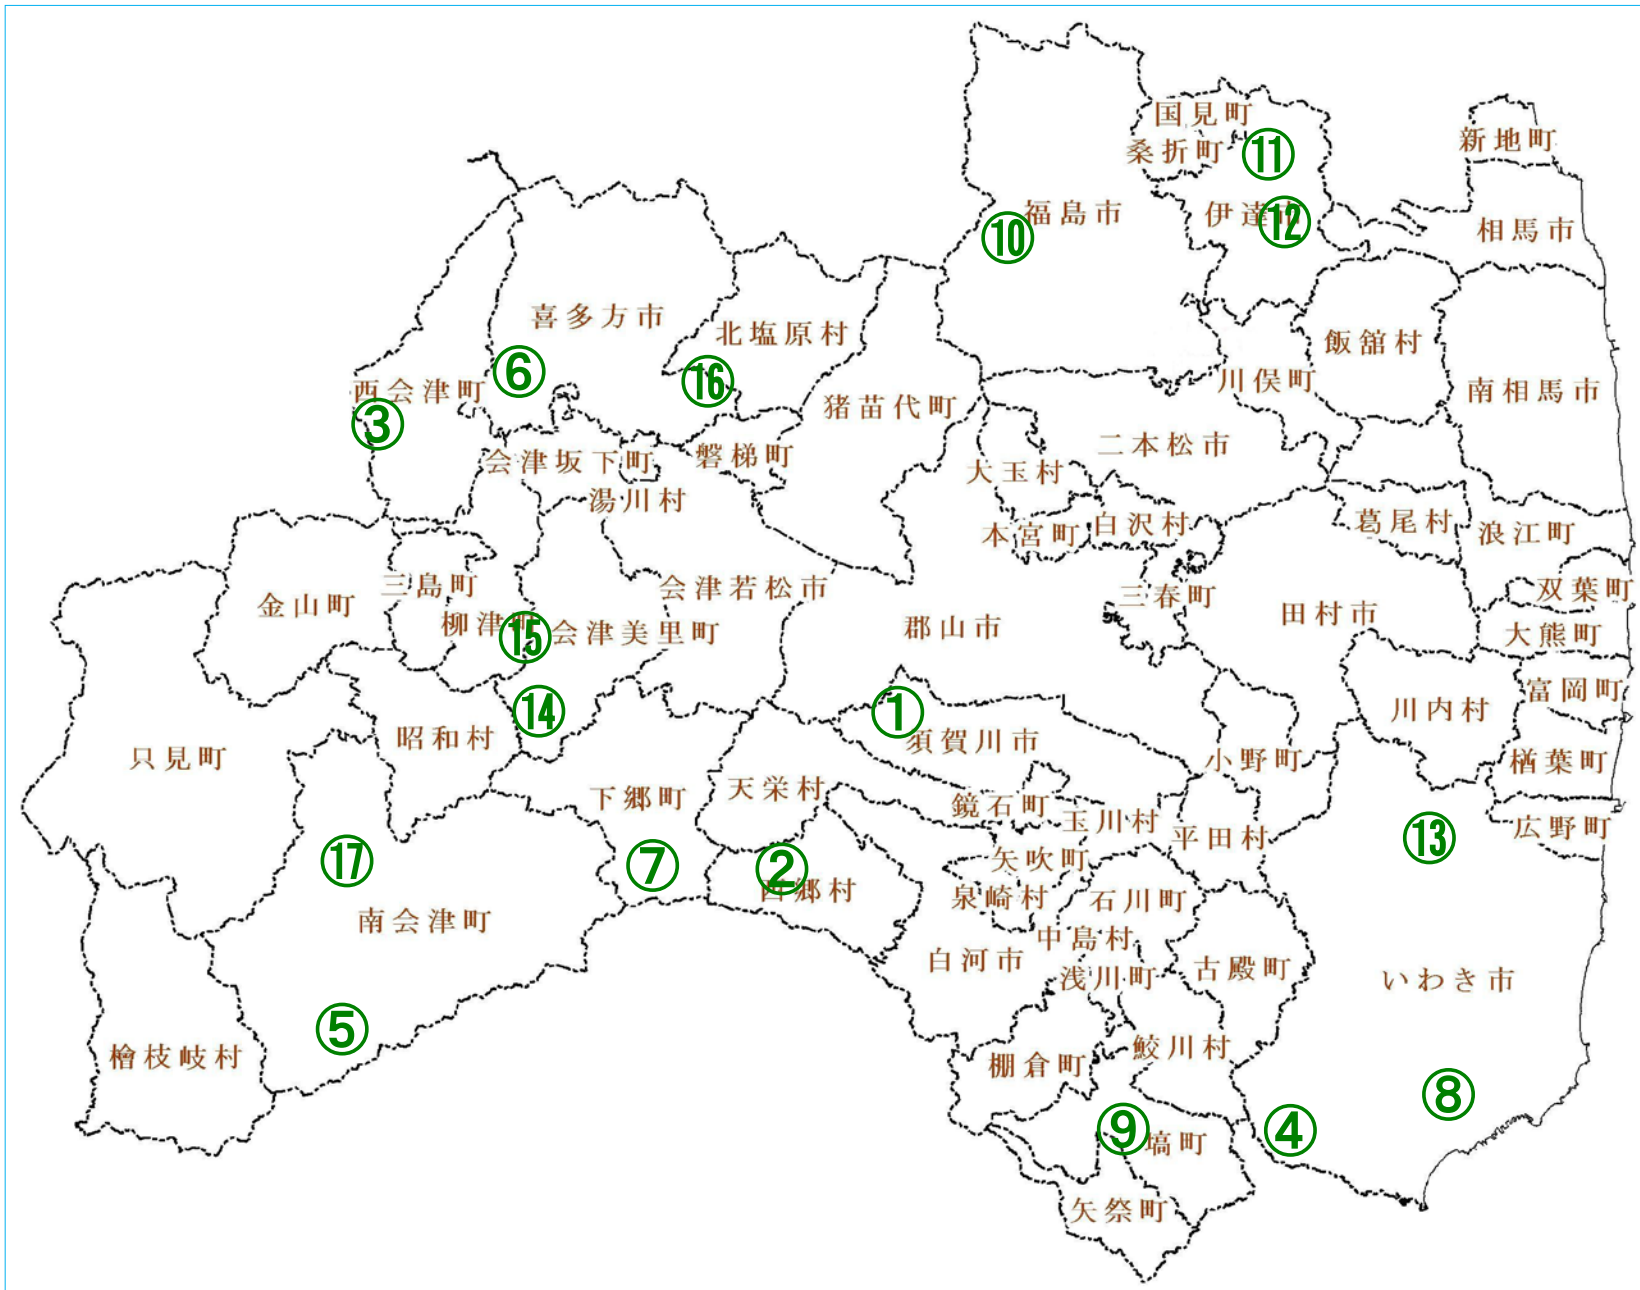 国見町
⑪
新地町
桑折町
福島市
⑩
伊達市
⑫
相馬市
喜多方市
北塩原村
飯舘村
⑥
⑯
西会津町
③
猪苗代町
川俣町
南相馬市
会津坂下町
磐梯町
二本松市
大玉村
湯川村
本宮町
白沢村
葛尾村
浪江町
金山町
三島町
会津若松市
三春町
双葉町
柳津町
⑮
会津美里町
郡山市
田村市
大熊町
富岡町
⑭
①
川内村
只見町
昭和村
須賀川市
小野町
楢葉町
下郷町
天栄村
鏡石町
玉川村
平田村
⑬
広野町
⑰
⑦
②
西郷村
矢吹町
泉崎村
石川町
南会津町
中島村
白河市
浅川町
古殿町
いわき市
⑤
檜枝岐村
棚倉町
鮫川村
⑧
⑨
塙町
④
矢祭町